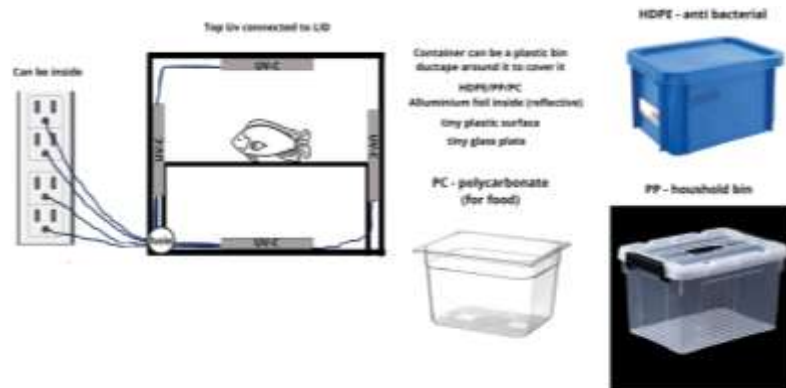 Top Uv connected to LID
Can be inside
UV-C
UV-C
UV-C
UV-C
Container can be a plastic bin
ductape around it to cover it
HDPE/PP/PC
Alluminium foil inside (reflective)
tiny plastic surface
tiny glass plate
HDPE - anti bacterial
PC - polycarbonate
(for food)
PP - houshold bin